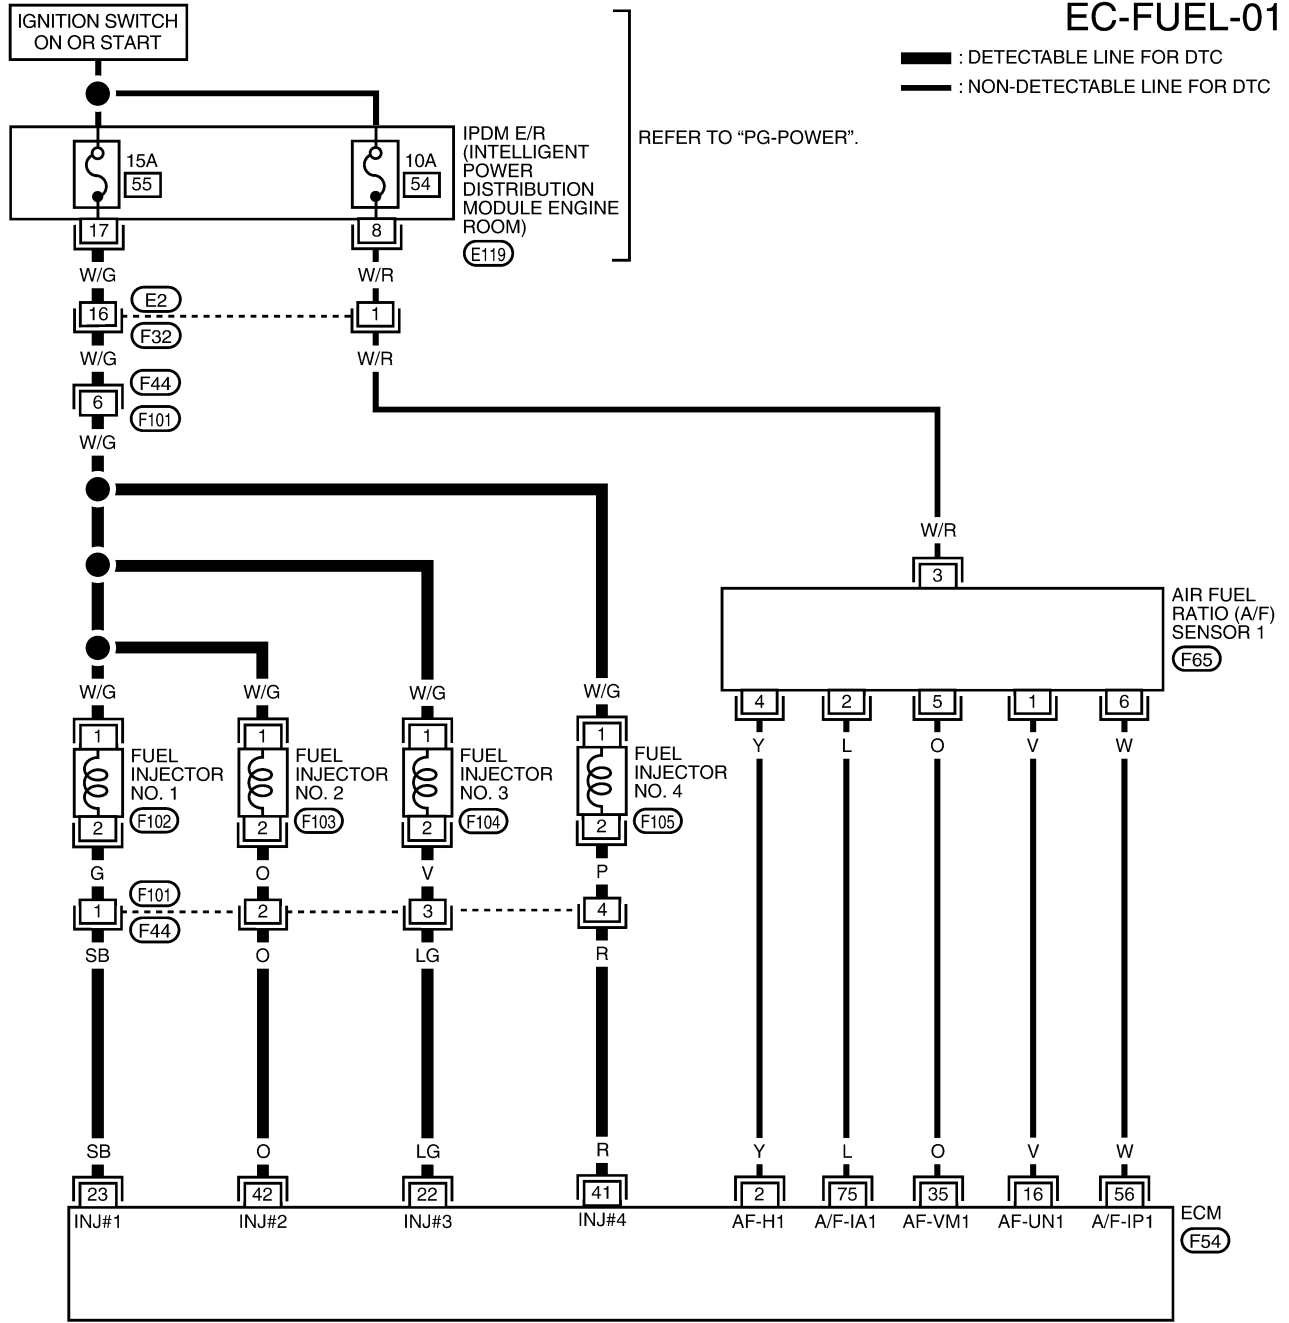 EC-FUEL-01
IGNITION SWITCH
ON OR START
: DETECTABLE LINE FOR DTC
: NON-DETECTABLE LINE FOR DTC
REFER TO “PG-POWER”.
15A
55
10A
54
IPDM E/R
(INTELLIGENT
POWER
DISTRIBUTION
MODULE ENGINE
ROOM)
E119
17
8
W/G
W/R
16
E2
F32
1
W/G
W/R
6
F44
F101
W/G
W/R
3
AIR FUEL
RATIO (A/F)
SENSOR 1
F65
4
2
5
1
6
Y
L
O
V
W
W/G
W/G
W/G
W/G
1
1
1
1
FUEL
INJECTOR
NO. 1
F102
FUEL
INJECTOR
NO. 2
F103
FUEL
INJECTOR
NO. 3
F104
FUEL
INJECTOR
NO. 4
F105
2
2
2
2
G
O
V
P
F101
F44
1
2
3
4
SB
O
LG
R
SB
O
LG
R
Y
L
O
V
W
23
42
22
41
2
75
35
16
56
INJ#1
INJ#2
INJ#3
INJ#4
AF-H1
A/F-IA1
AF-VM1
AF-UN1
A/F-IP1
ECM
F54